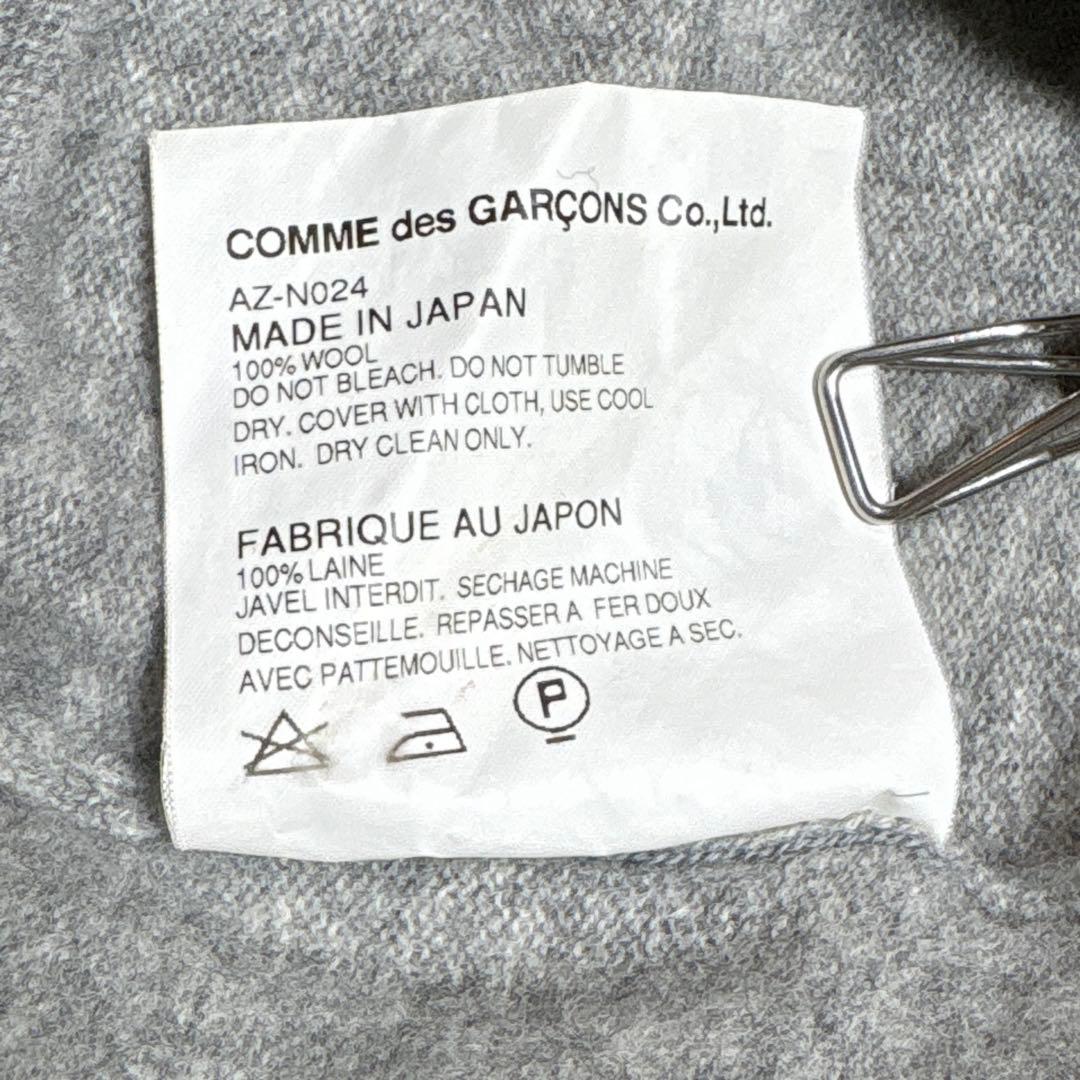 COMME des GARÇONS Co.,Ltd.
AZ-N024
MADE IN JAPAN
100% WOOL
DO NOT BLEACH. DO NOT TUMBLE
DRY. COVER WITH CLOTH, USE COOL
IRON. DRY CLEAN ONLY.
FABRIQUE AU JAPON
100% LAINE
JAVEL INTERDIT. SECHAGE MACHINE
DECONSEILLE. REPASSER A FER DOUX
AVEC PATTEMOUILLE. NETTOYAGE A SEC.
P